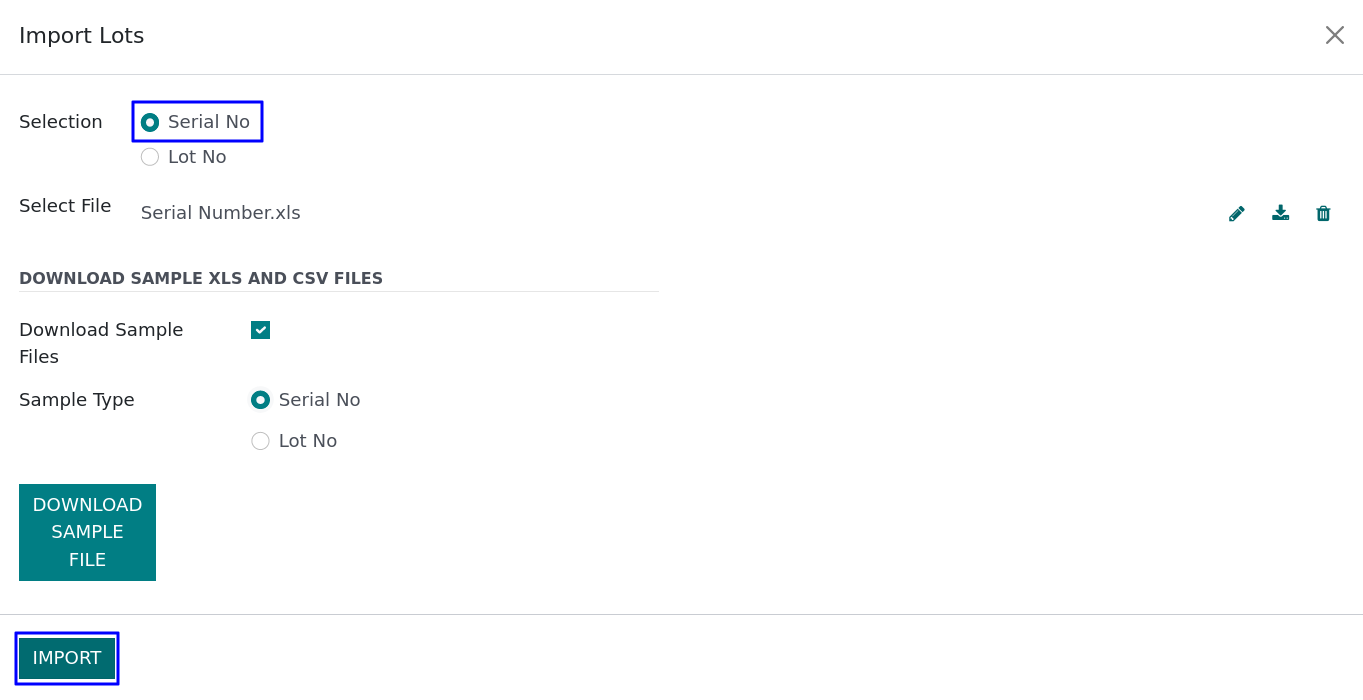 Import Lots
Selection
Serial No
Lot No
Select File
Serial Number.xls
DOWNLOAD SAMPLE XLS AND CSV FILES
Download Sample
Files
Sample Type
Serial No
Lot No
DOWNLOAD
SAMPLE
FILE
IMPORT